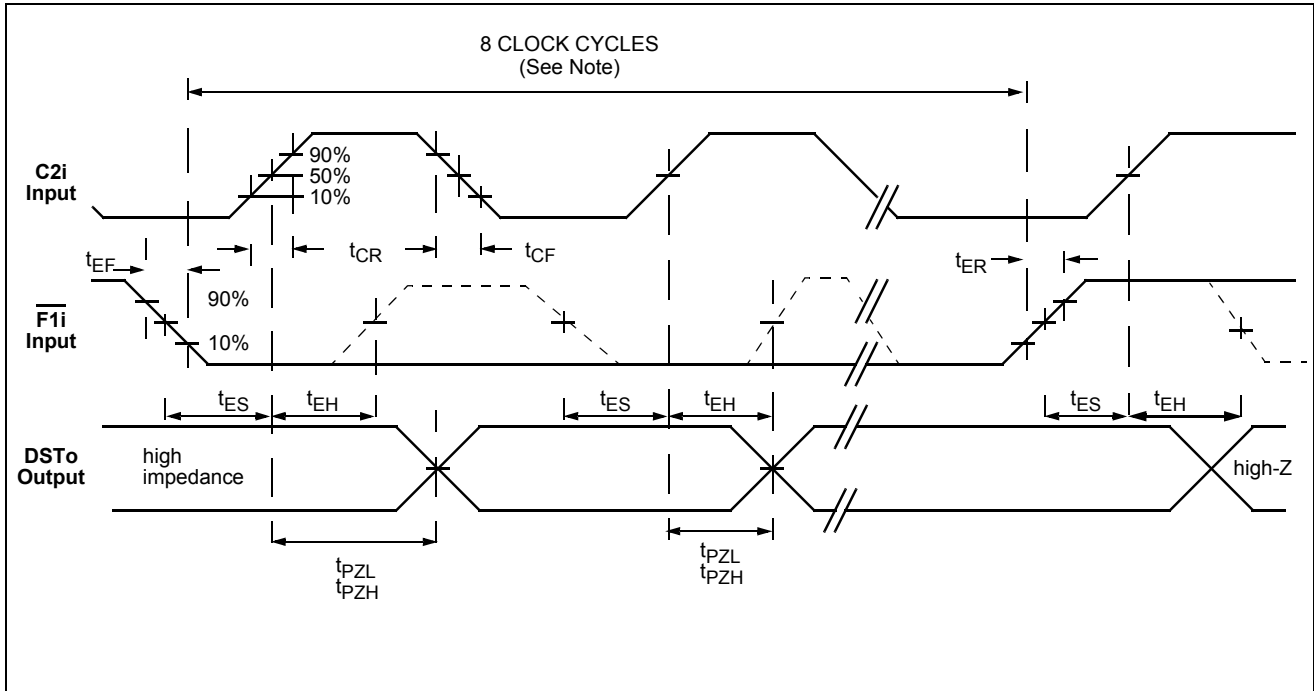 8 CLOCK CYCLES
(See Note)
C2i
Input
90%
50%
10%
tEF
tCR
tCF
tER
F1i
Input
90%
10%
tES
tEH
tES
tEH
tES
tEH
DSTo
Output
high
impedance
high-Z
tPZL
tPZH
tPZL
tPZH